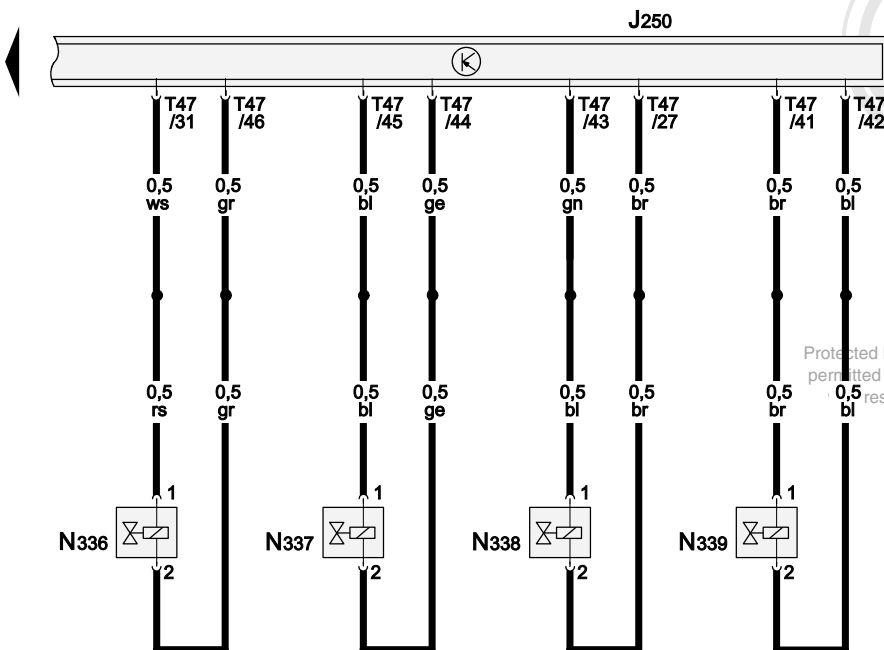 J250
T47 T47 T47 T47 T47 T47 T47 T47
/31 /46 /45 /44 /43 /27 /41 /42
0,5 0,5 0,5 0,5 0,5 0,5 0,5 0,5
ws gr bl ge gn br br bl
Protected
permitted
0,5 0,5 0,5 0,5 0,5 0,5 0,5 0,5
rs gr bl ge bl br br bl
res
1 1 1 1
N336 N337 N338 N339
2 2 2 2